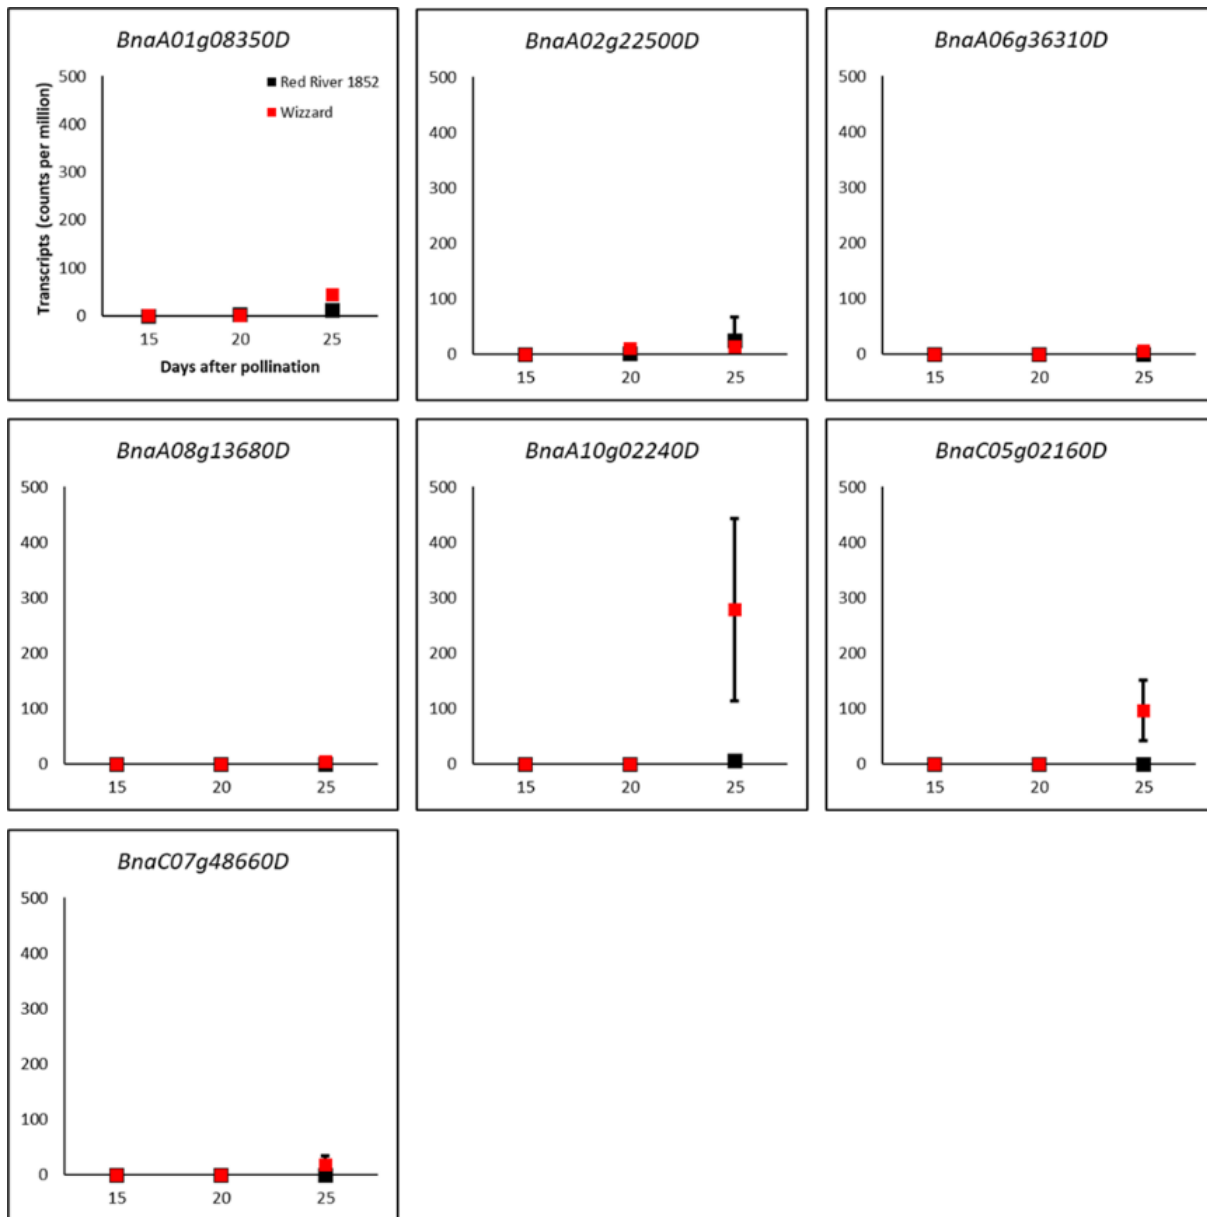 BnaA01g08350D
500
400
300
200
100
0
Transcripts (counts per million)
Red River 1852
Wizzard
15 20 25
Days after pollination
BnaA02g22500D
500
400
300
200
100
0
15 20 25
BnaA06g36310D
500
400
300
200
100
0
15 20 25
BnaA08g13680D
500
400
300
200
100
0
15 20 25
BnaA10g02240D
500
400
300
200
100
0
15 20 25
BnaC05g02160D
500
400
300
200
100
0
15 20 25
BnaC07g48660D
500
400
300
200
100
0
15 20 25